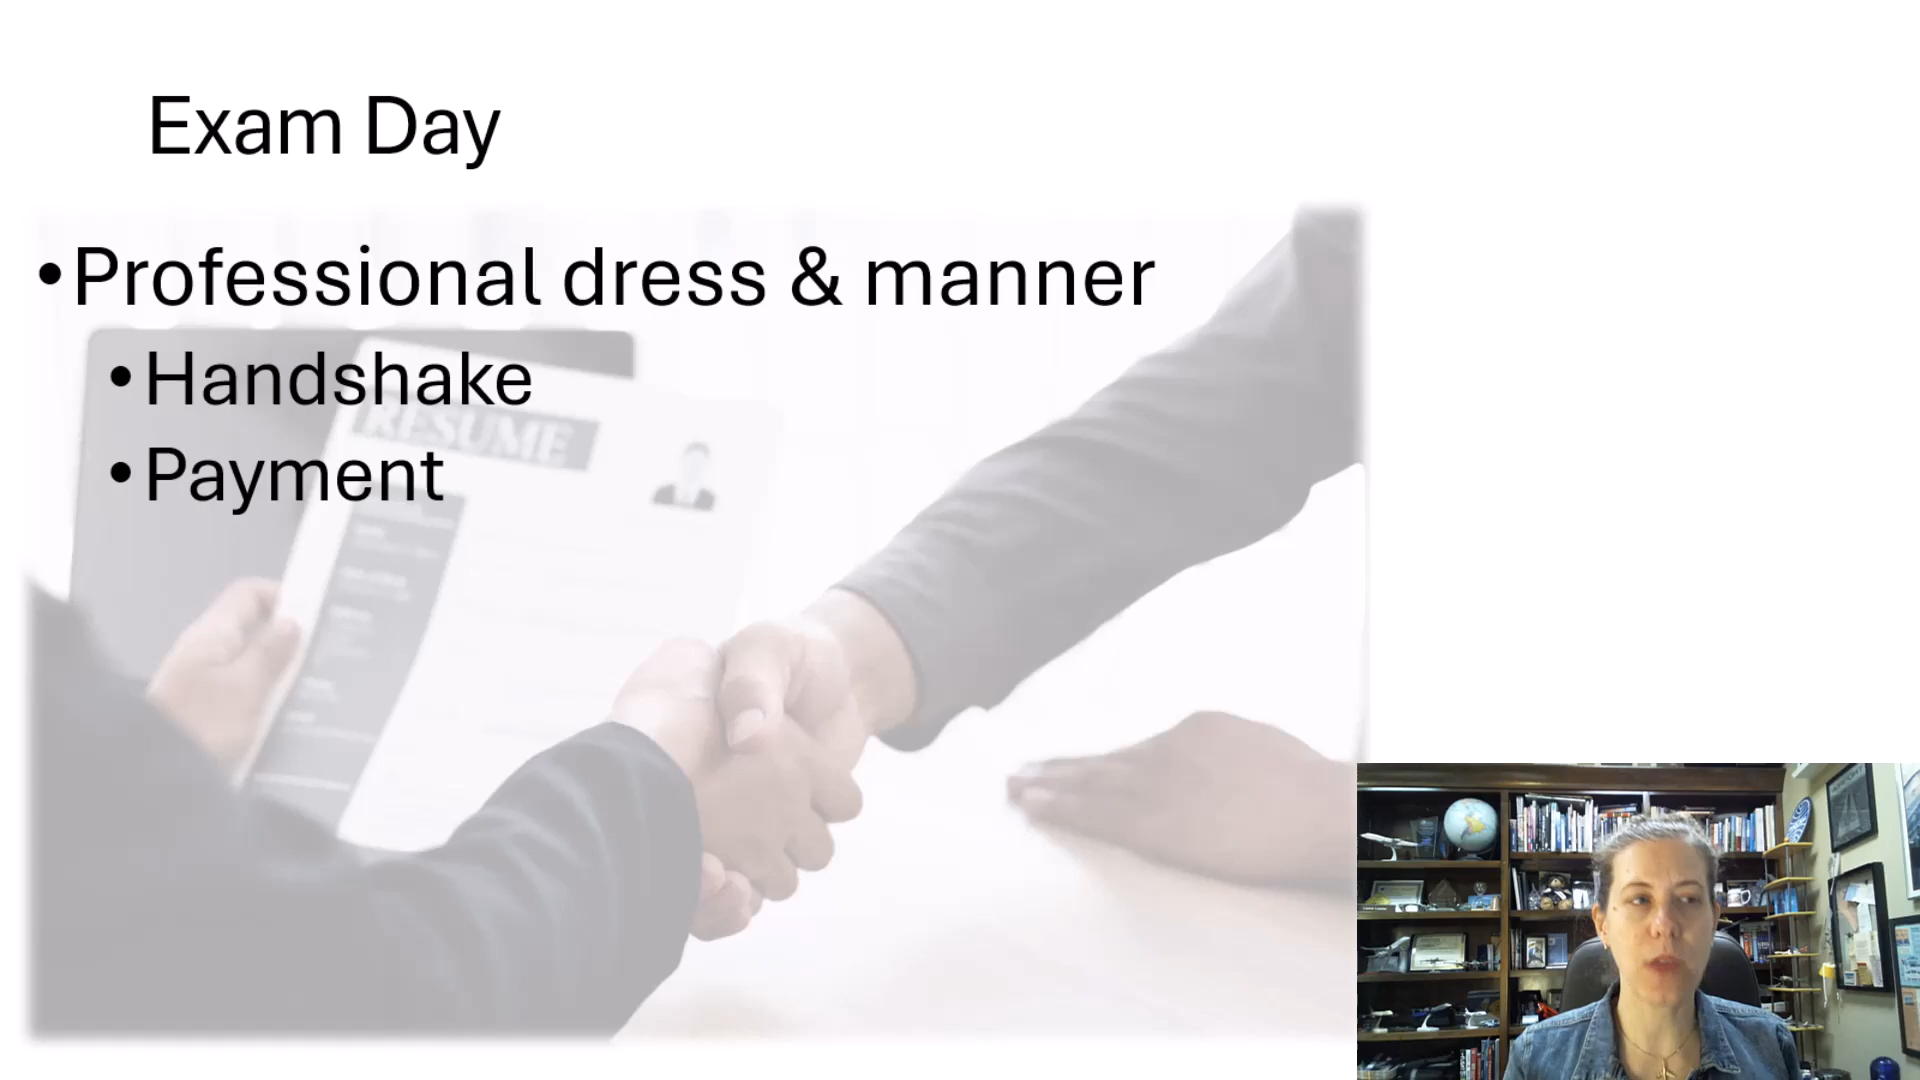 Exam Day
•Professional dress & manner
•Handshake
RESUME
•Payment